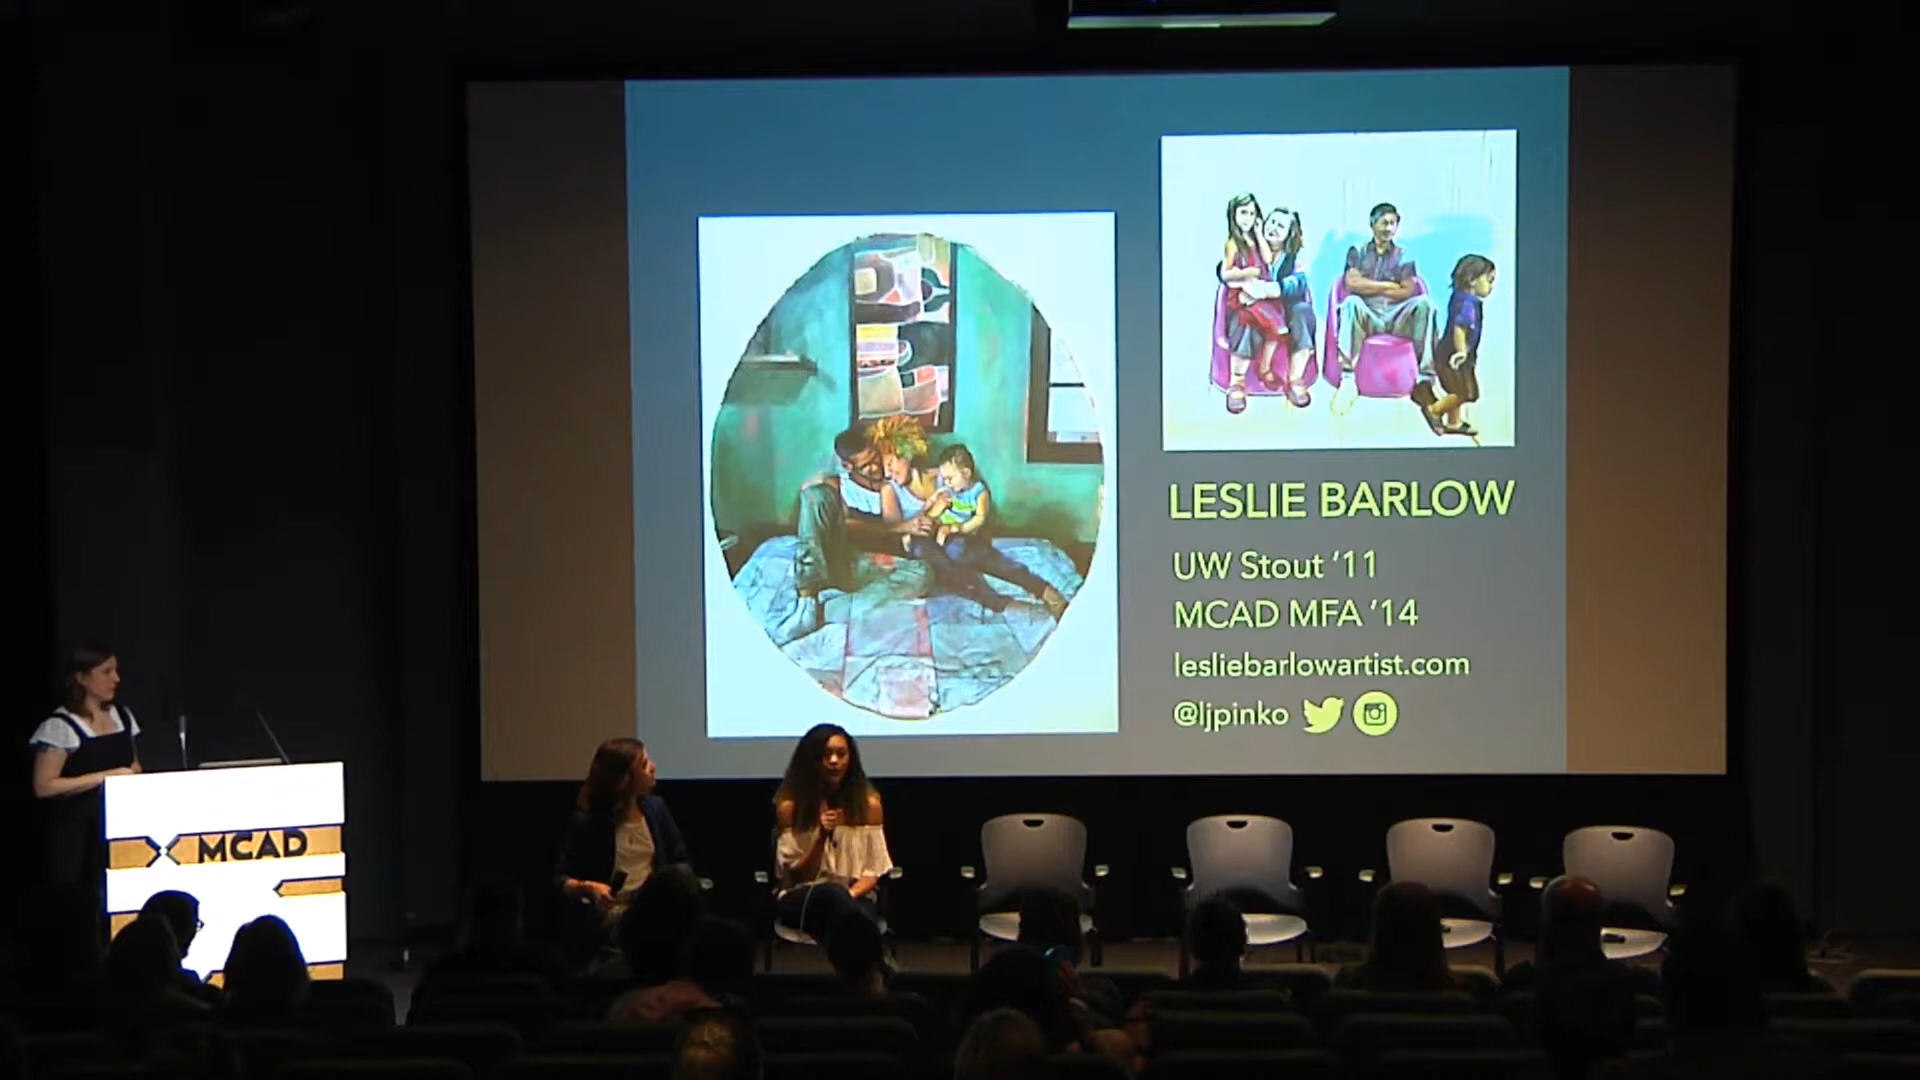 LESLIE BARLOW
UW Stout ’11
MCAD MFA ’14
lesliebarlowartist.com
@ljpinko
MCAD